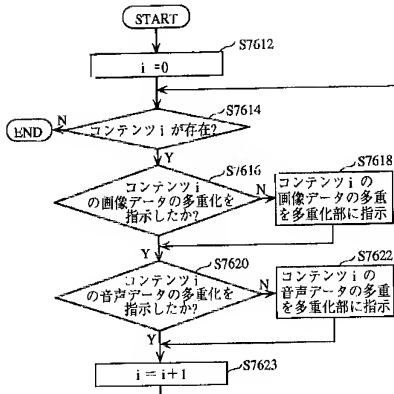 START
S7612
i =0
S7614
END
N
コンテンツ i が存在?
Y
S7616
コンテンツ i
の画像データの多重化を
指示したか?
N
S7618
コンテンツ i の
画像データの多重
を多重化部に指示
Y
S7620
コンテンツ i
の音声データの多重化を
指示したか?
N
S7622
コンテンツ i の
音声データの多重
を多重化部に指示
Y
S7623
i = i+1